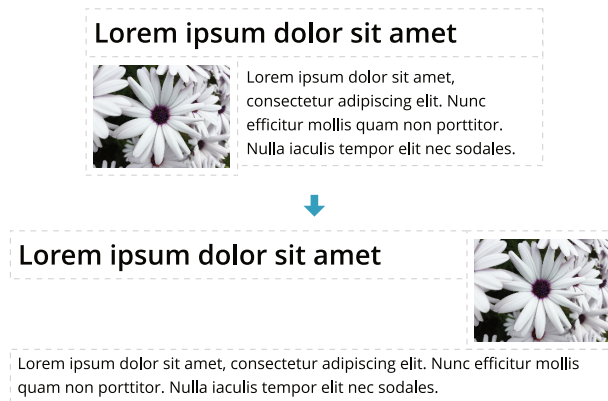 Lorem ipsum dolor sit amet
Lorem ipsum dolor sit amet,
consectetur adipiscing elit. Nunc
efficitur mollis quam non porttitor.
Nulla iaculis tempor elit nec sodales.
Lorem ipsum dolor sit amet
Lorem ipsum dolor sit amet, consectetur adipiscing elit. Nunc efficitur mollis
quam non porttitor. Nulla iaculis tempor elit nec sodales.